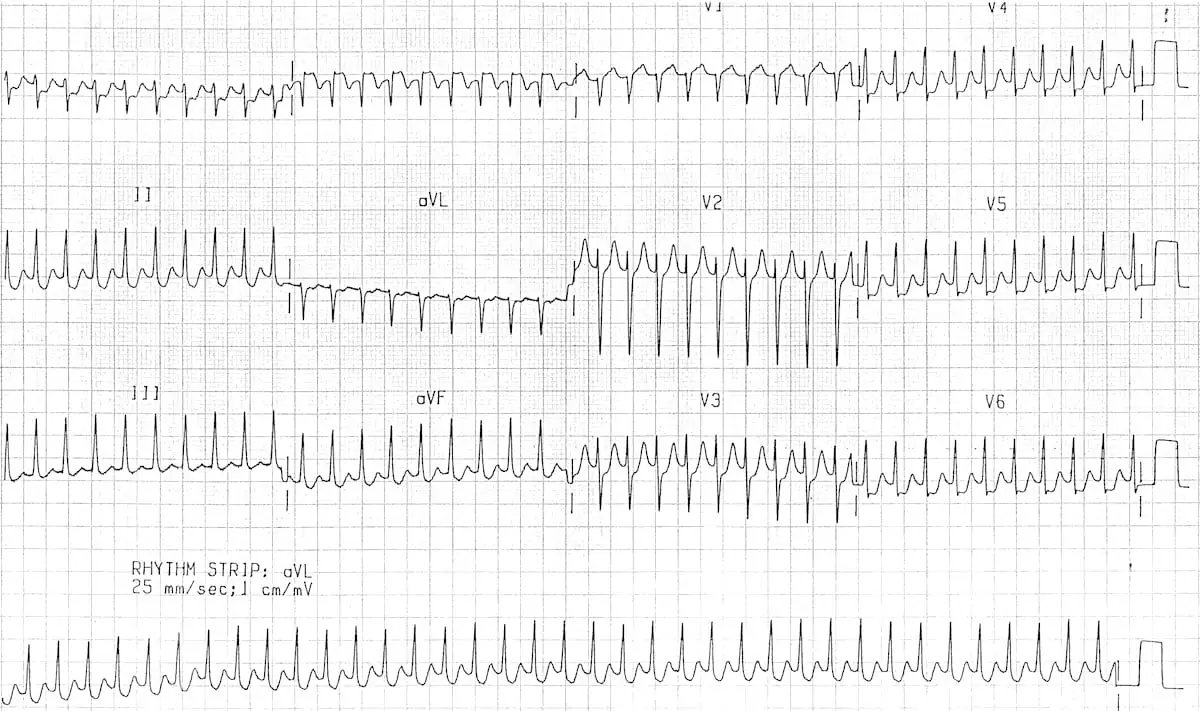 V1
V4
II
aVL
V2
V5
III
aVF
V3
V6
RHYTHM STRIP: aVL
25 mm/sec;1 cm/mV